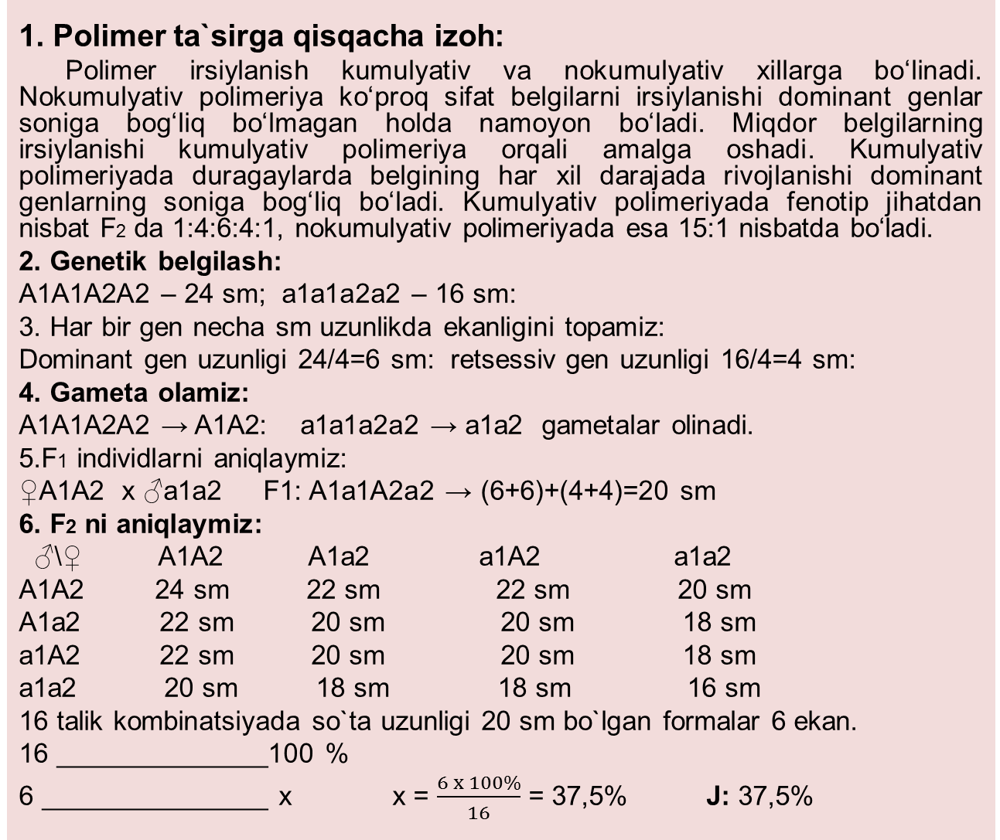 1. Polimer ta`sirga qisqacha izoh:
Polimer irsiylanish kumulyativ va nokumulyativ xillarga bo‘linadi.
Nokumulyativ polimeriya ko‘proq sifat belgilarni irsiylanishi dominant genlar
soniga bog‘liq bo‘lmagan holda namoyon bo‘ladi. Miqdor belgilarning
irsiylanishi kumulyativ polimeriya orqali amalga oshadi. Kumulyativ
polimeriyada duragaylarda belgining har xil darajada rivojlanishi dominant
genlarning soniga bog‘liq bo‘ladi. Kumulyativ polimeriyada fenotip jihatdan
nisbat F2 da 1:4:6:4:1, nokumulyativ polimeriyada esa 15:1 nisbatda bo‘ladi.
2. Genetik belgilash:
A1A1A2A2 – 24 sm; a1a1a2a2 – 16 sm:
3. Har bir gen necha sm uzunlikda ekanligini topamiz:
Dominant gen uzunligi 24/4=6 sm: retsessiv gen uzunligi 16/4=4 sm:
4. Gameta olamiz:
A1A1A2A2 → A1A2: a1a1a2a2 → a1a2 gametalar olinadi.
5.F1 individlarni aniqlaymiz:
♀A1A2 x ♂a1a2 F1: A1a1A2a2 → (6+6)+(4+4)=20 sm
6. F2 ni aniqlaymiz:
♂\♀ A1A2 A1a2 a1A2 a1a2
A1A2 24 sm 22 sm 22 sm 20 sm
A1a2 22 sm 20 sm 20 sm 18 sm
a1A2 22 sm 20 sm 20 sm 18 sm
a1a2 20 sm 18 sm 18 sm 16 sm
16 talik kombinatsiyada so`ta uzunligi 20 sm bo`lgan formalar 6 ekan.
16 ______________100 %
6 _______________ x x = 6 x 100% / 16 = 37,5% J: 37,5%